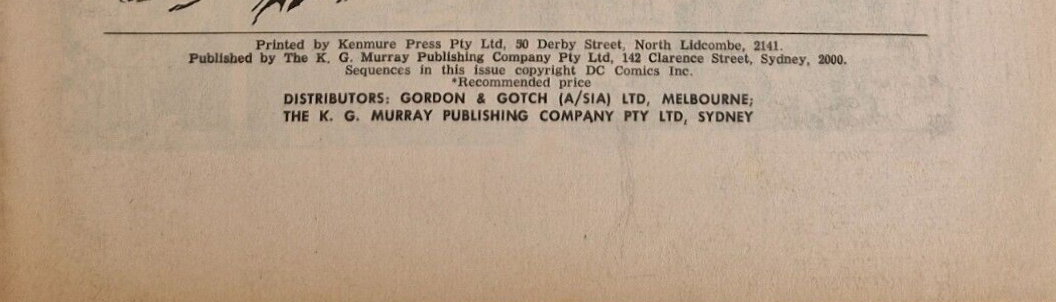 Printed by Kenmure Press Pty Ltd, 50 Derby Street, North Lidcombe, 2141.
Published by The K. G. Murray Publishing Company Pty Ltd, 142 Clarence Street, Sydney, 2000.
Sequences in this issue copyright DC Comics Inc.
*Recommended price
DISTRIBUTORS: GORDON & GOTCH (A/SIA) LTD, MELBOURNE;
THE K. G. MURRAY PUBLISHING COMPANY PTY LTD, SYDNEY